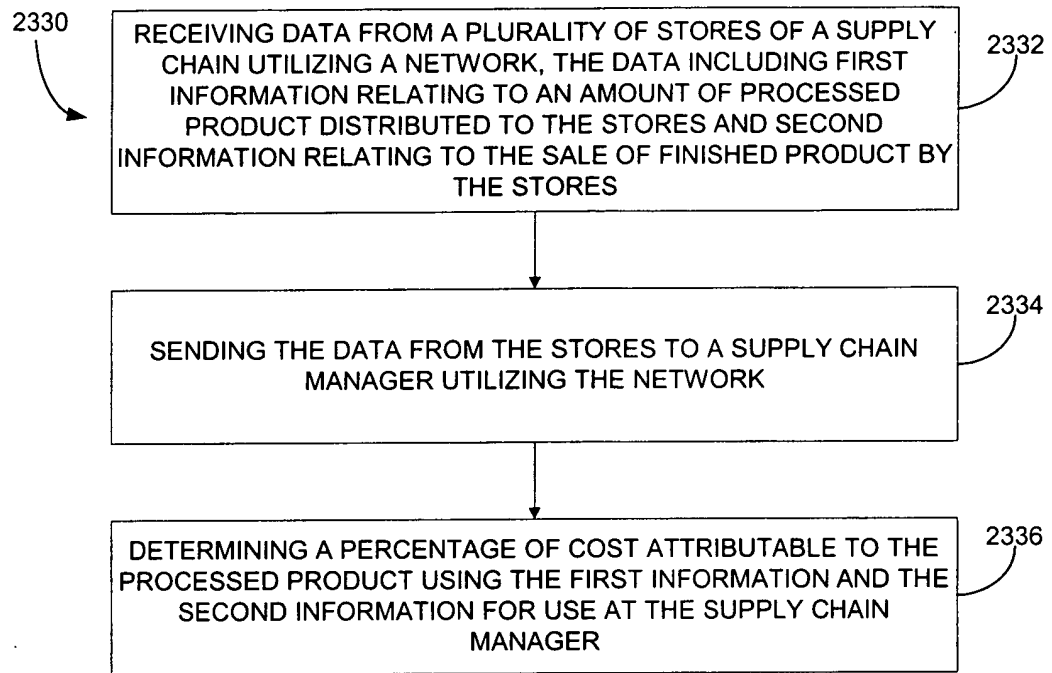 2330
RECEIVING DATA FROM A PLURALITY OF STORES OF A SUPPLY
CHAIN UTILIZING A NETWORK, THE DATA INCLUDING FIRST
INFORMATION RELATING TO AN AMOUNT OF PROCESSED
PRODUCT DISTRIBUTED TO THE STORES AND SECOND
INFORMATION RELATING TO THE SALE OF FINISHED PRODUCT BY
THE STORES
2332
SENDING THE DATA FROM THE STORES TO A SUPPLY CHAIN
MANAGER UTILIZING THE NETWORK
2334
DETERMINING A PERCENTAGE OF COST ATTRIBUTABLE TO THE
PROCESSED PRODUCT USING THE FIRST INFORMATION AND THE
SECOND INFORMATION FOR USE AT THE SUPPLY CHAIN
MANAGER
2336